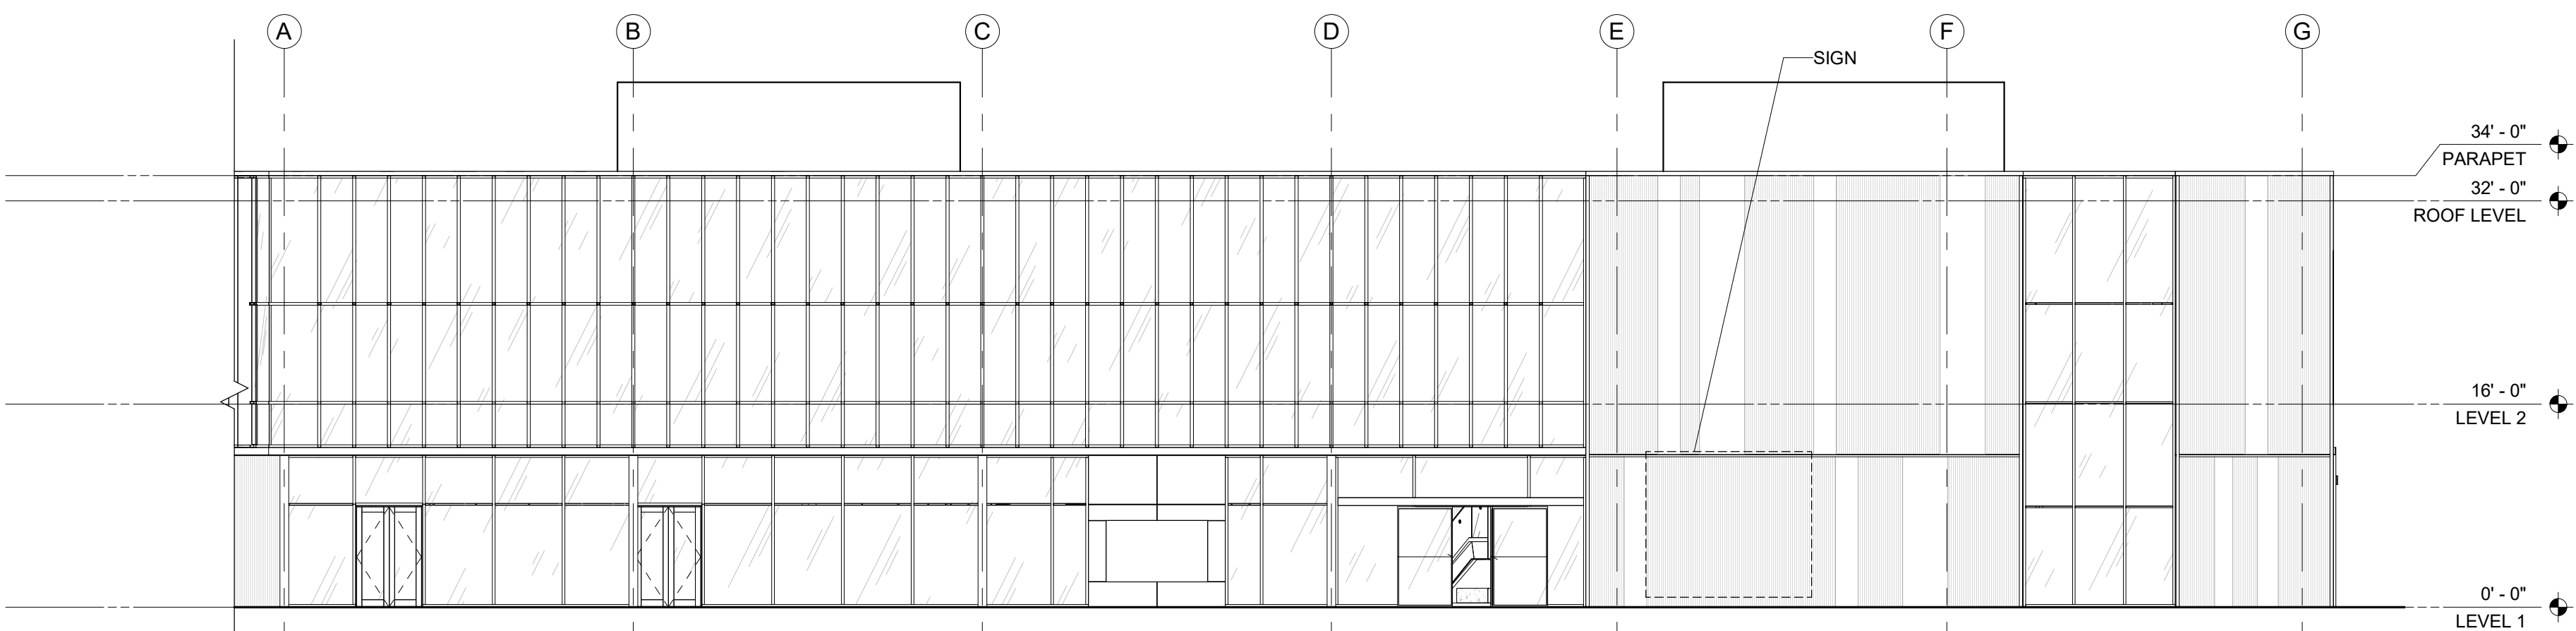 A B C D E F G
SIGN
34' - 0"
PARAPET
32' - 0"
ROOF LEVEL
16' - 0"
LEVEL 2
0' - 0"
LEVEL 1